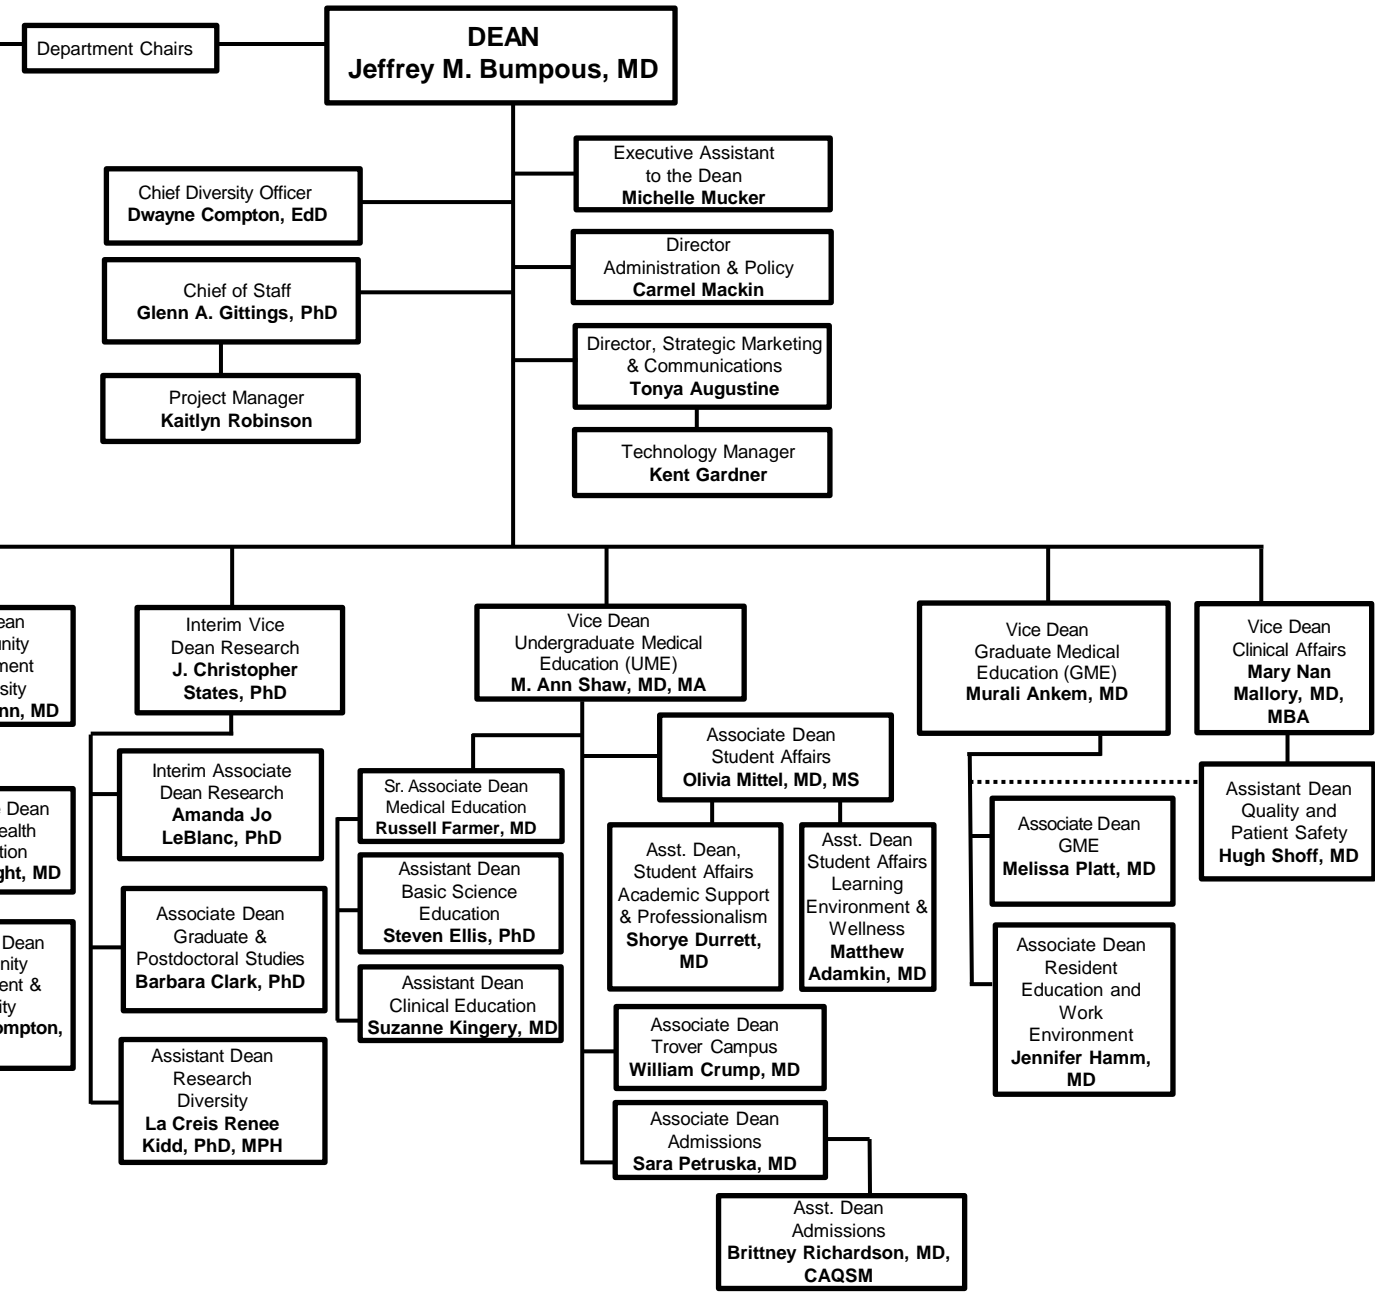 Department Chairs
DEAN
Jeffrey M. Bumpous, MD
Executive Assistant
to the Dean
Michelle Mucker
Chief Diversity Officer
Dwayne Compton, EdD
Director
Administration & Policy
Carmel Mackin
Chief of Staff
Glenn A. Gittings, PhD
Director, Strategic Marketing
& Communications
Tonya Augustine
Project Manager
Kaitlyn Robinson
Technology Manager
Kent Gardner
MD
Interim Vice
Dean Research
J. Christopher
States, PhD
Vice Dean
Undergraduate Medical
Education (UME)
M. Ann Shaw, MD, MA
Vice Dean
Graduate Medical
Education (GME)
Murali Ankem, MD
Vice Dean
Clinical Affairs
Mary Nan
Mallory, MD,
MBA
Dean
MD
Dean
&
Interim Associate
Dean Research
Amanda Jo
LeBlanc, PhD
Associate Dean
Graduate &
Postdoctoral Studies
Barbara Clark, PhD
Assistant Dean
Research
Diversity
La Creis Renee
Kidd, PhD, MPH
Sr. Associate Dean
Medical Education
Russell Farmer, MD
Assistant Dean
Basic Science
Education
Steven Ellis, PhD
Assistant Dean
Clinical Education
Suzanne Kingery, MD
Associate Dean
Student Affairs
Olivia Mittel, MD, MS
Asst. Dean,
Student Affairs
Academic Support
& Professionalism
Shorye Durrett,
MD
Asst. Dean
Student Affairs
Learning
Environment &
Wellness
Matthew
Adamkin, MD
Associate Dean
Trover Campus
William Crump, MD
Associate Dean
Admissions
Sara Petruska, MD
Asst. Dean
Admissions
Brittney Richardson, MD,
CAQSM
Associate Dean
GME
Melissa Platt, MD
Associate Dean
Resident
Education and
Work
Environment
Jennifer Hamm,
MD
Assistant Dean
Quality and
Patient Safety
Hugh Shoff, MD